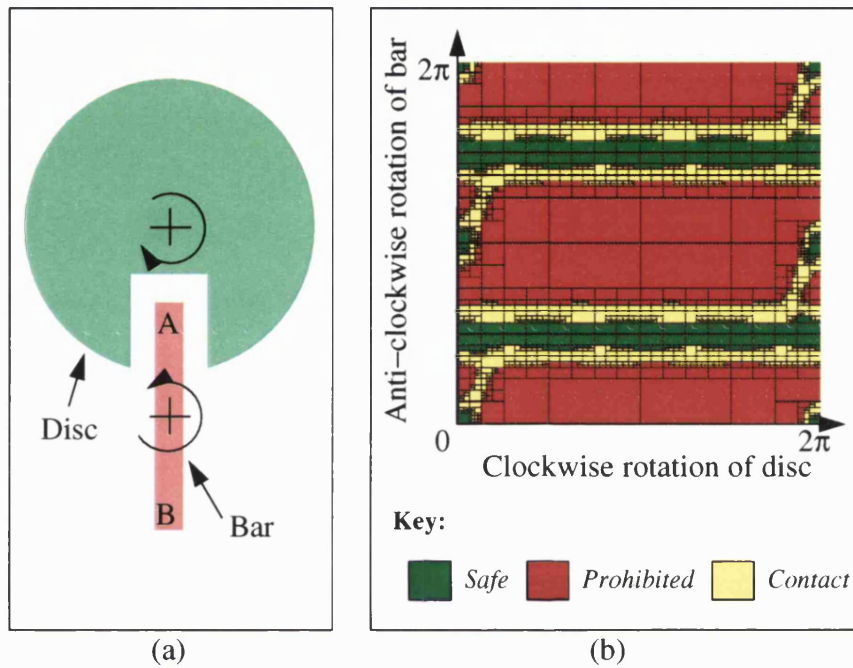 A
Disc
B
Bar
(a)
2π
Anti–clockwise rotation of bar
0
2π
Clockwise rotation of disc
Key:
Safe
Prohibited
Contact
(b)